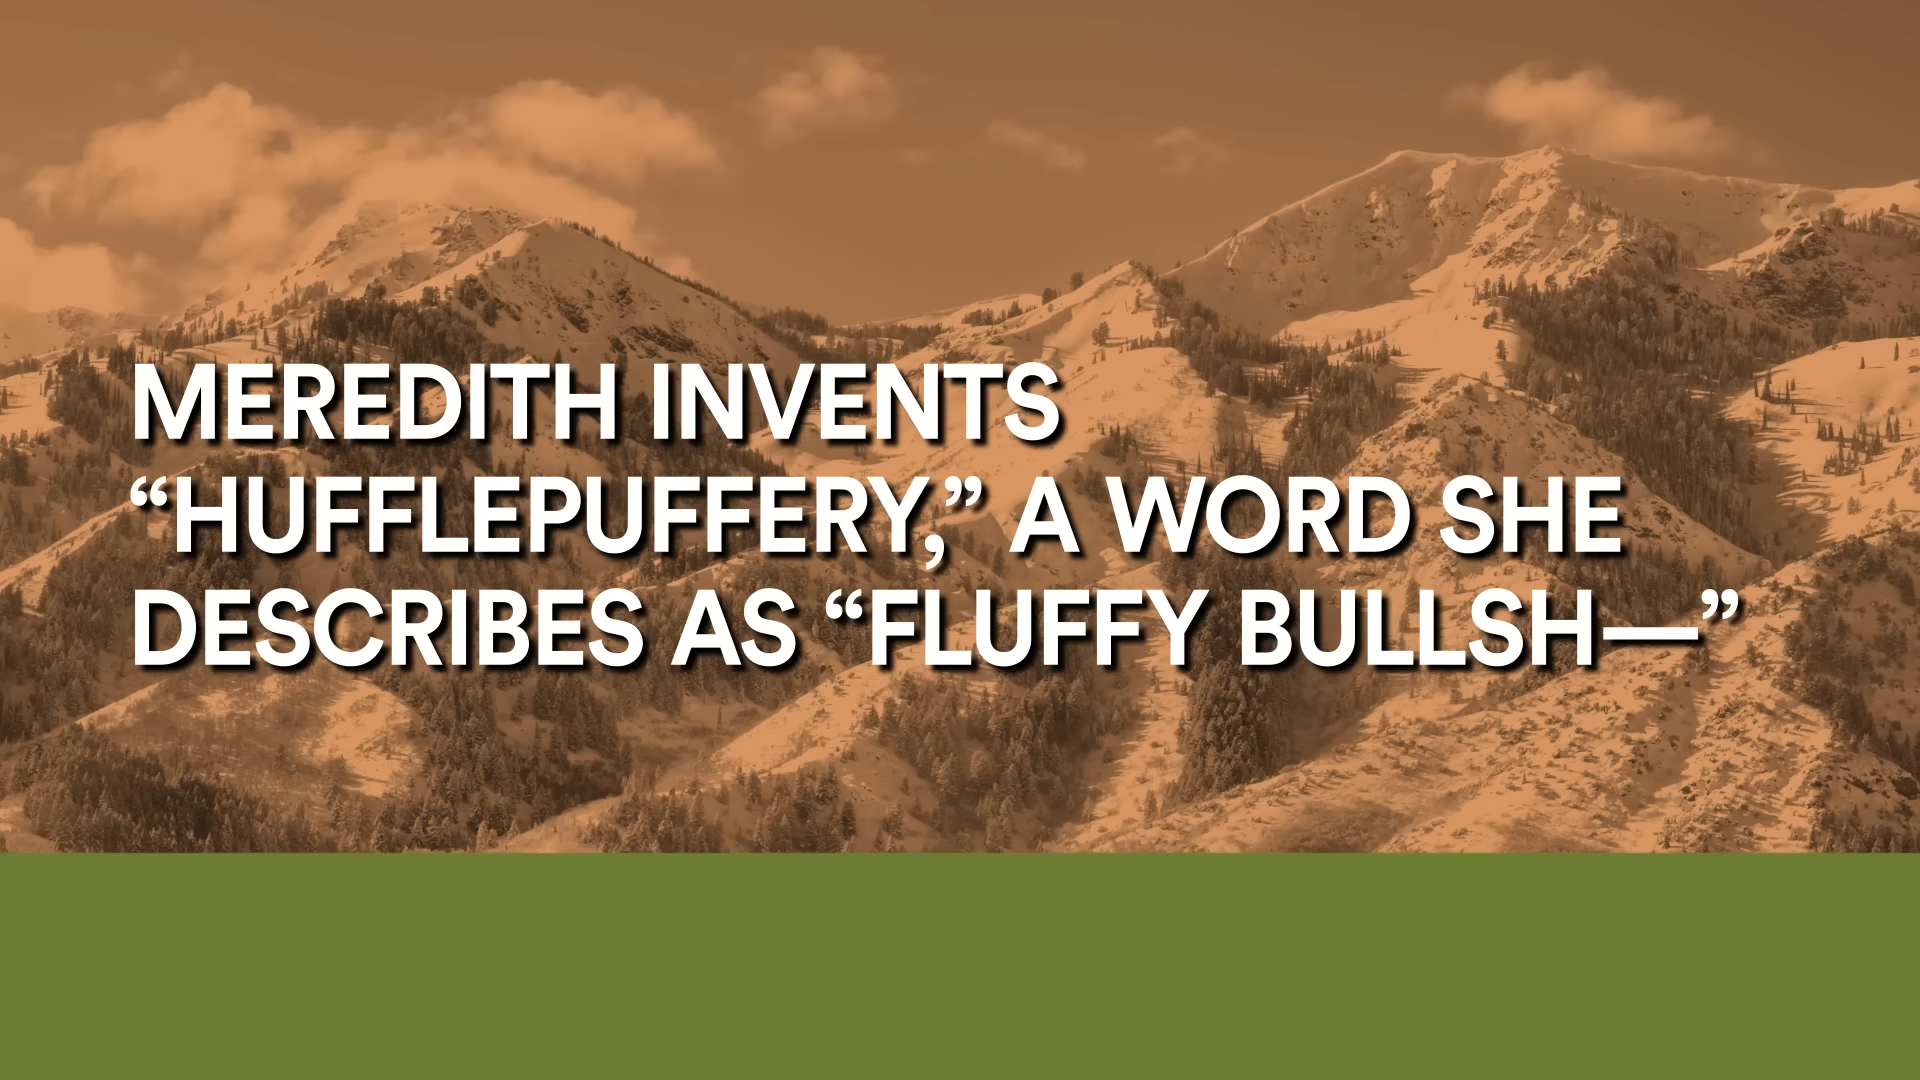 MEREDITH INVENTS
“HUFFLEPUFFERY,” A WORD SHE
DESCRIBES AS “FLUFFY BULLSH—”